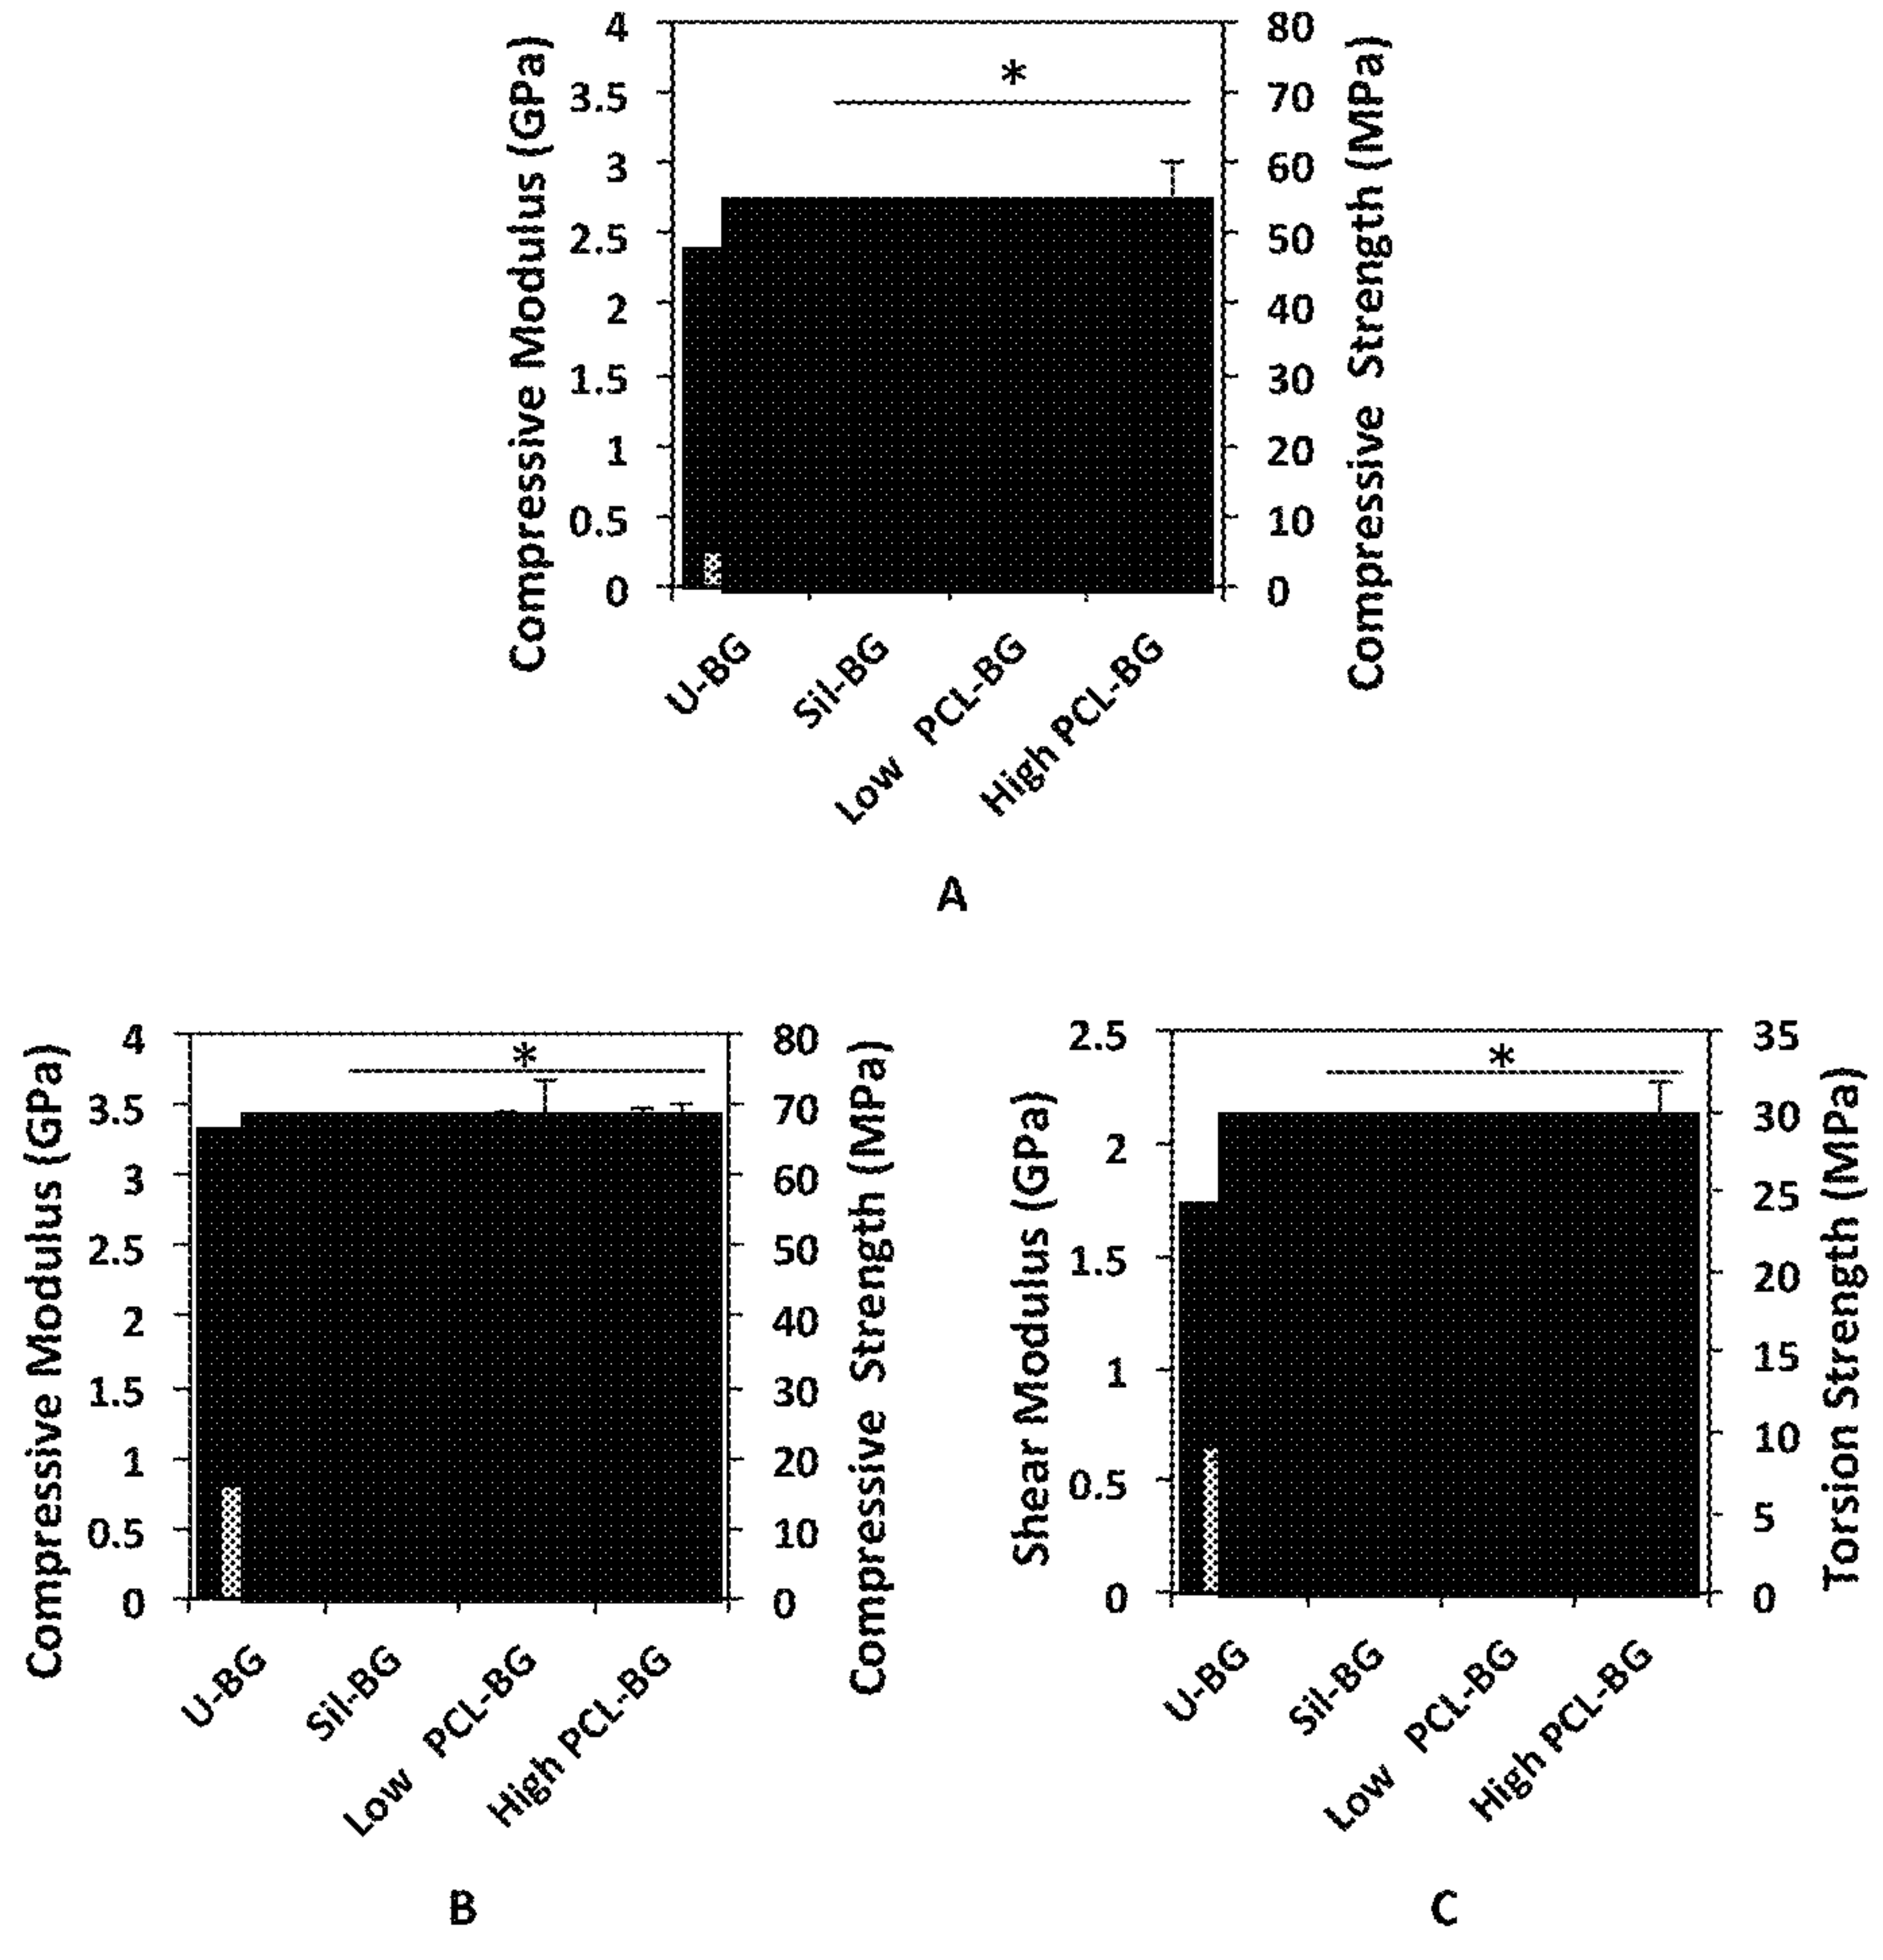 Compressive Modulus (GPa)
4
3.5
3
2.5
2
1.5
1
0.5
0
*
80
70
60
50
40
30
20
10
0
Compressive Strength (MPa)
U-BG
Sil-BG
Low PCL-BG
High PCL-BG
A
Compressive Modulus (GPa)
4
3.5
3
2.5
2
1.5
1
0.5
0
*
80
70
60
50
40
30
20
10
0
Compressive Strength (MPa)
U-BG
Sil-BG
Low PCL-BG
High PCL-BG
B
Shear Modulus (GPa)
2.5
2
1.5
1
0.5
0
*
35
30
25
20
15
10
5
0
Torsion Strength (MPa)
U-BG
Sil-BG
Low PCL-BG
High PCL-BG
C